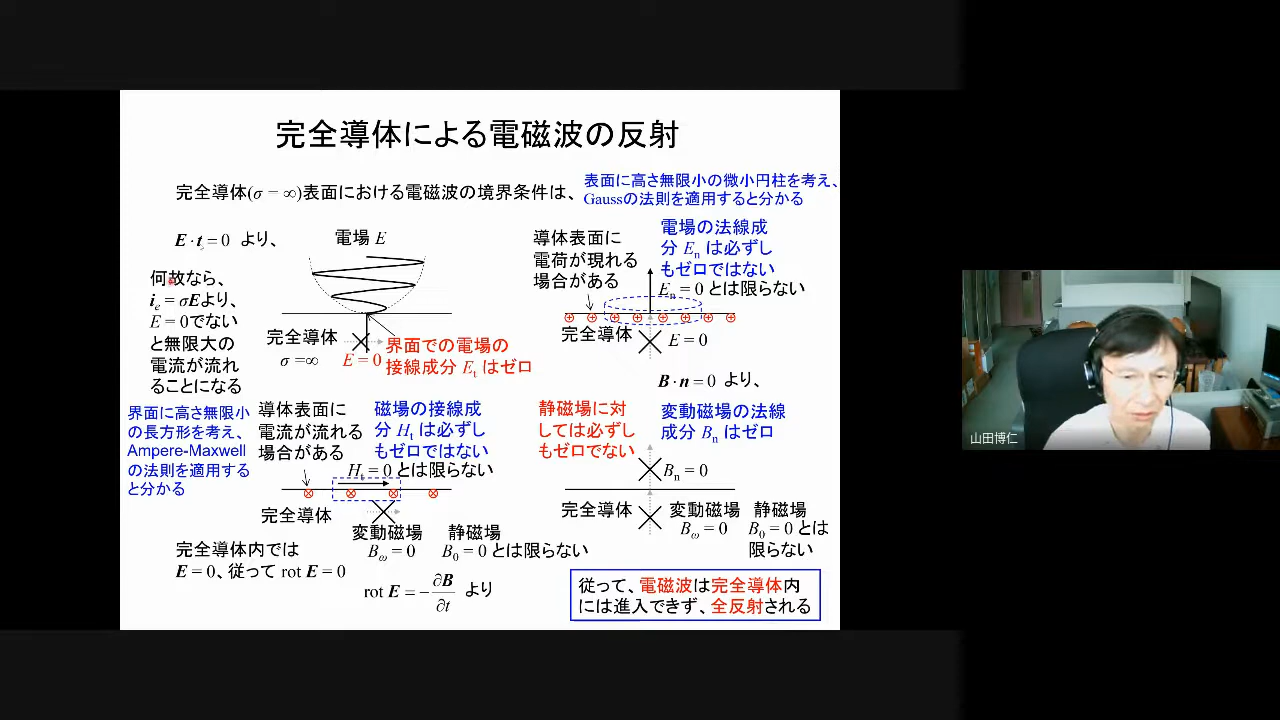 完全導体による電磁波の反射
完全導体(σ = ∞)表面における電磁波の境界条件は、
表面に高さ無限小の微小円柱を考え、
Gaussの法則を適用すると分かる
E · t = 0 より、
何故なら、
i_e = σEより、
E = 0でない
と無限大の
電流が流れ
ることになる
電場 E
完全導体
σ =∞
E = 0
界面での電場の
接線成分 E_t はゼロ
導体表面に
電荷が現れる
場合がある
電場の法線成
分 E_n は必ずし
もゼロではない
E_n = 0 とは限らない
完全導体
E = 0
B · n = 0 より、
界面に高さ無限小
の長方形を考え、
Ampere-Maxwell
の法則を適用する
と分かる
導体表面に
電流が流れる
場合がある
磁場の接線成
分 H_t は必ずし
もゼロではない
H_t = 0 とは限らない
完全導体
変動磁場
B_ω = 0
静磁場
B_0 = 0 とは限らない
静磁場に対
しては必ずし
もゼロでない
変動磁場の法線
成分 B_n はゼロ
B_n = 0
完全導体
変動磁場
B_ω = 0
静磁場
B_0 = 0 とは
限らない
完全導体内では
E = 0、従って rot E = 0
rot E = −∂B/∂t より
従って、電磁波は完全導体内
には進入できず、全反射される
山田博仁